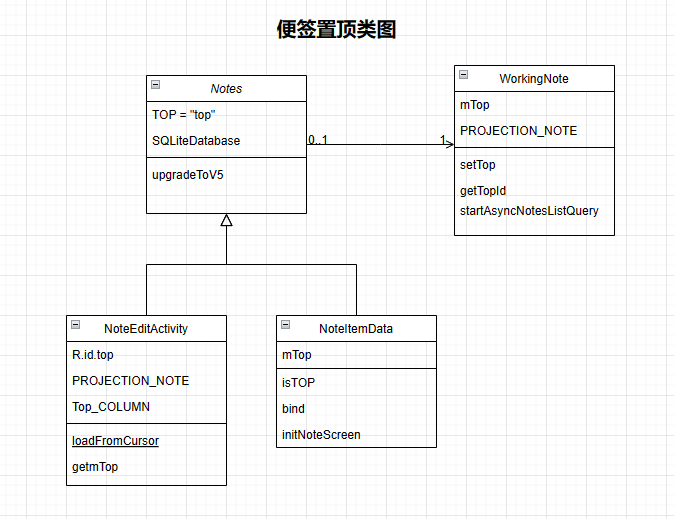 便签置顶类图
Notes
TOP = "top"
SQLiteDatabase
upgradeToV5
0..1
1
WorkingNote
mTop
PROJECTION_NOTE
setTop
getTopId
startAsyncNotesListQuery
NoteEditActivity
R.id.top
PROJECTION_NOTE
Top_COLUMN
loadFromCursor
getmTop
NoteItemData
mTop
isTOP
bind
initNoteScreen